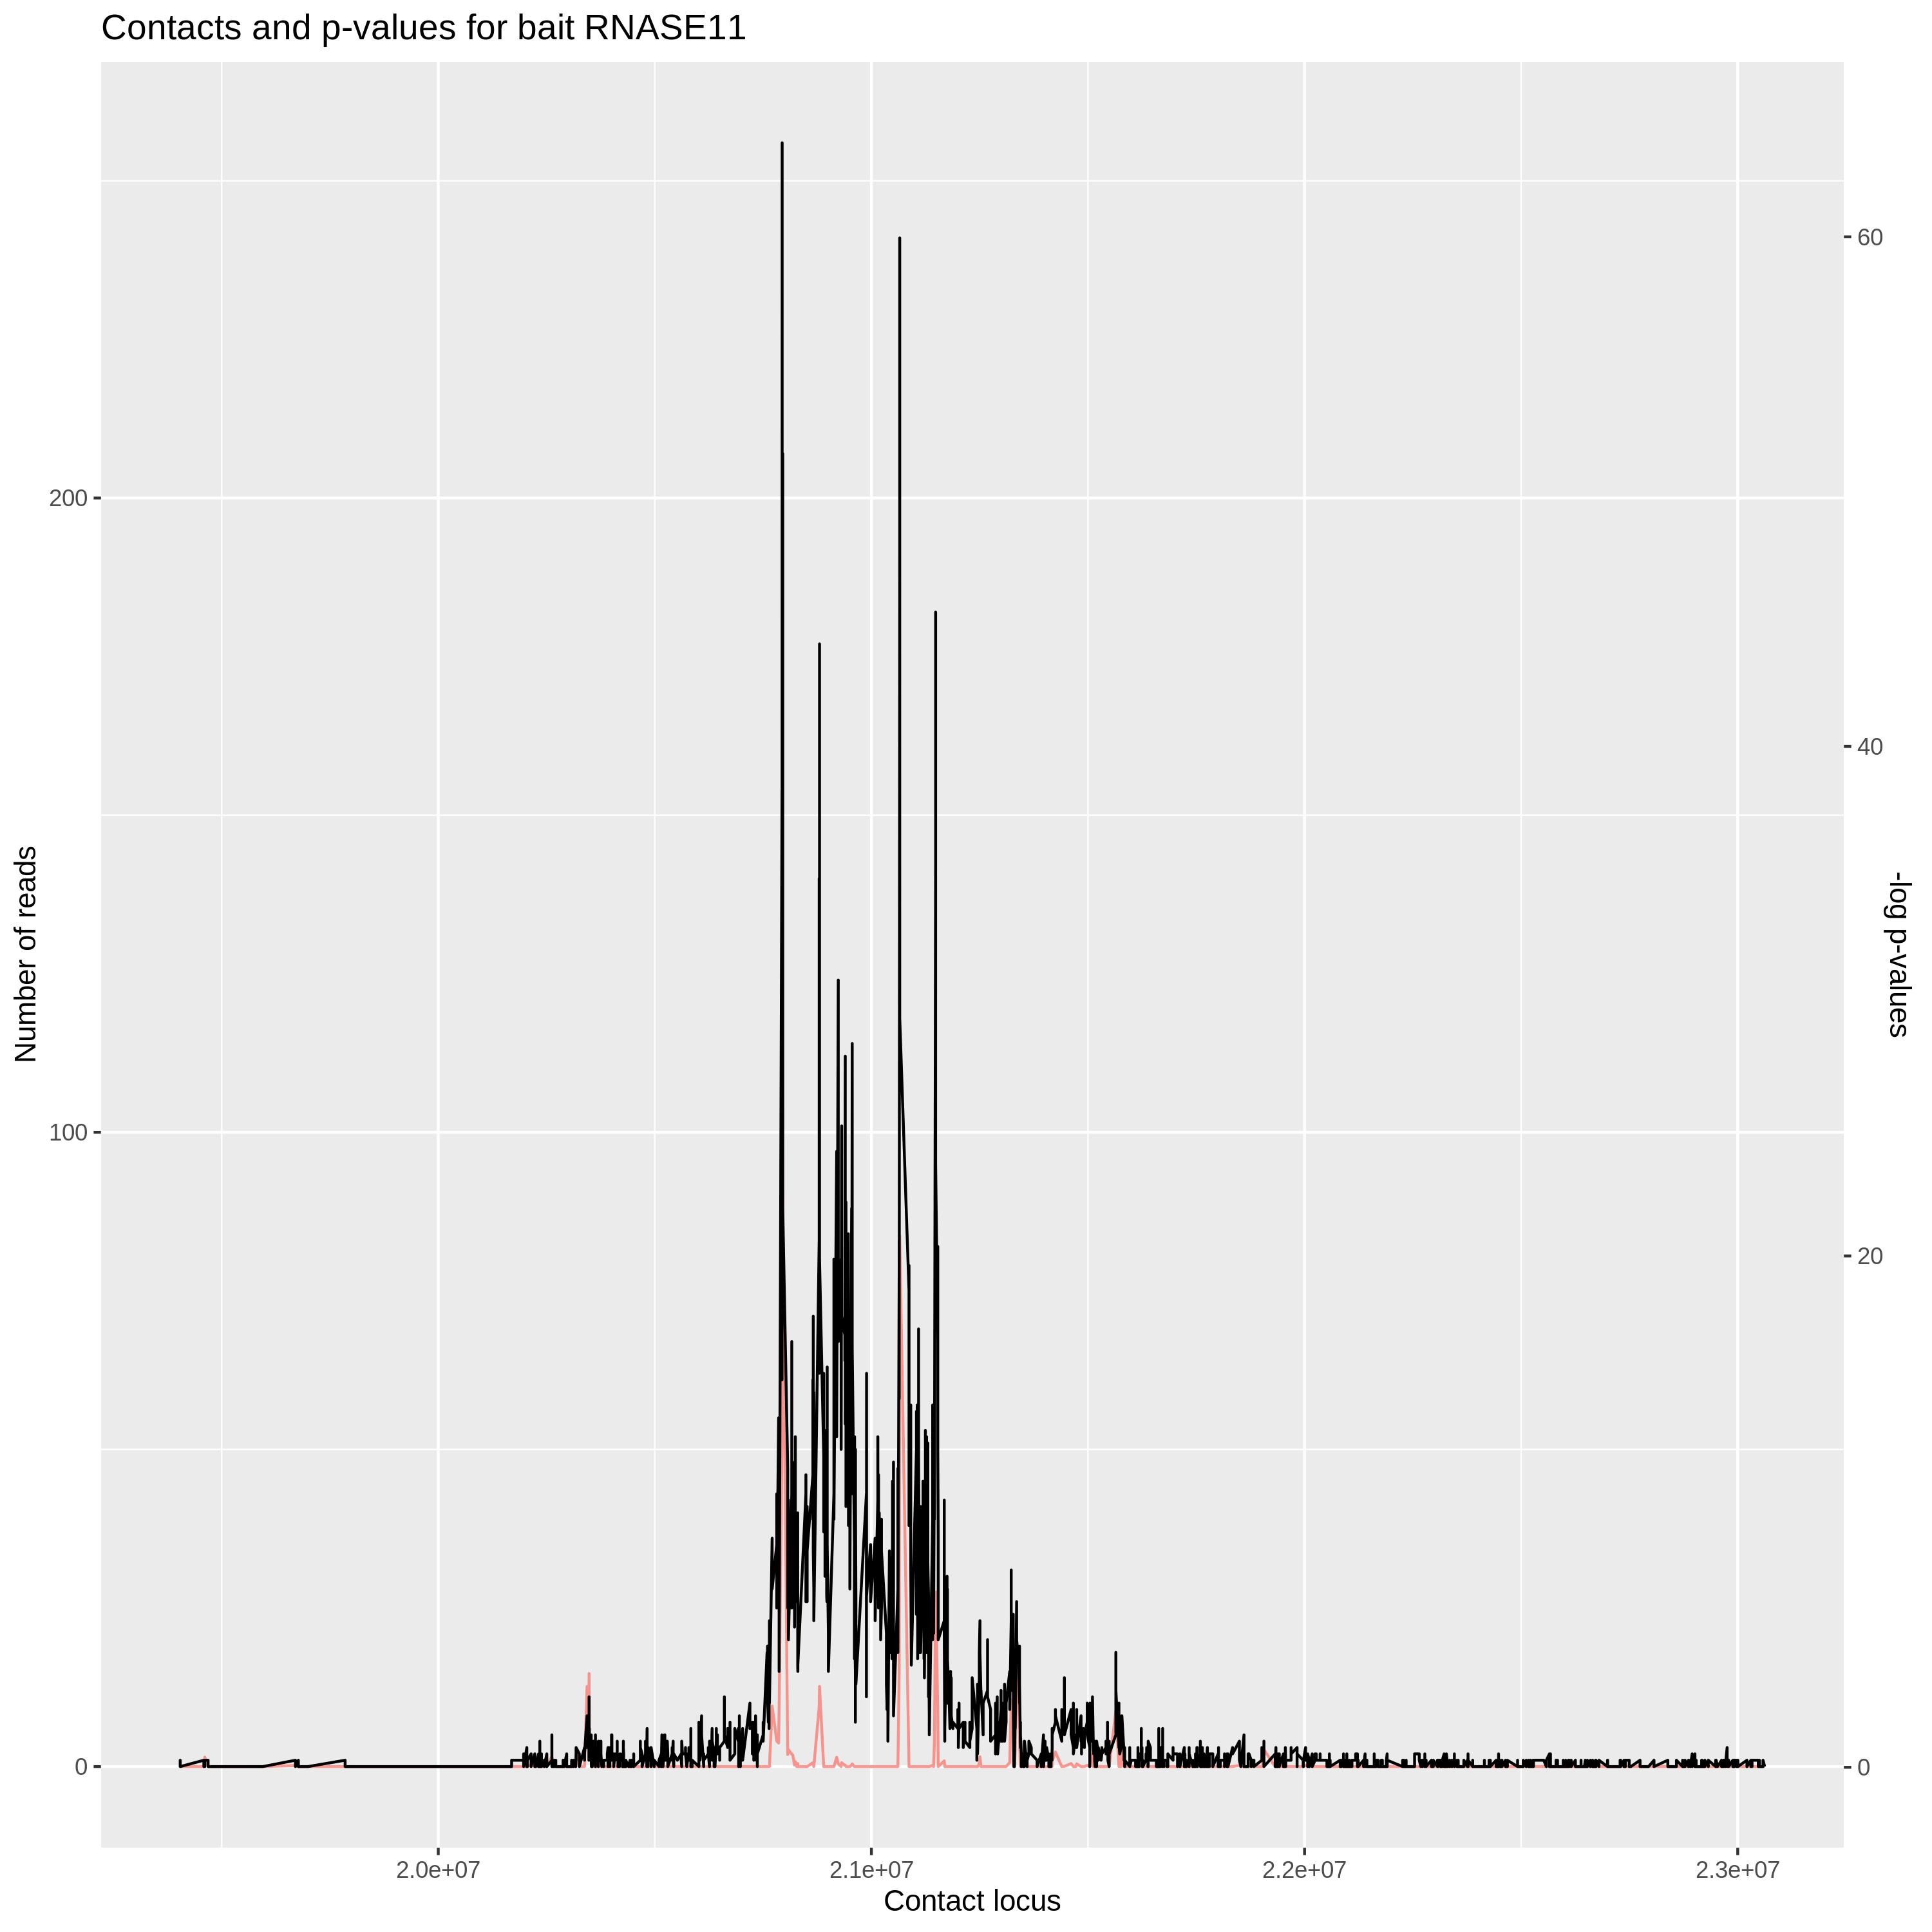 Contacts and p-values for bait RNASE11
200
100
0
Number of reads
60
40
20
0
-log p-values
2.0e+07 2.1e+07 2.2e+07 2.3e+07
Contact locus